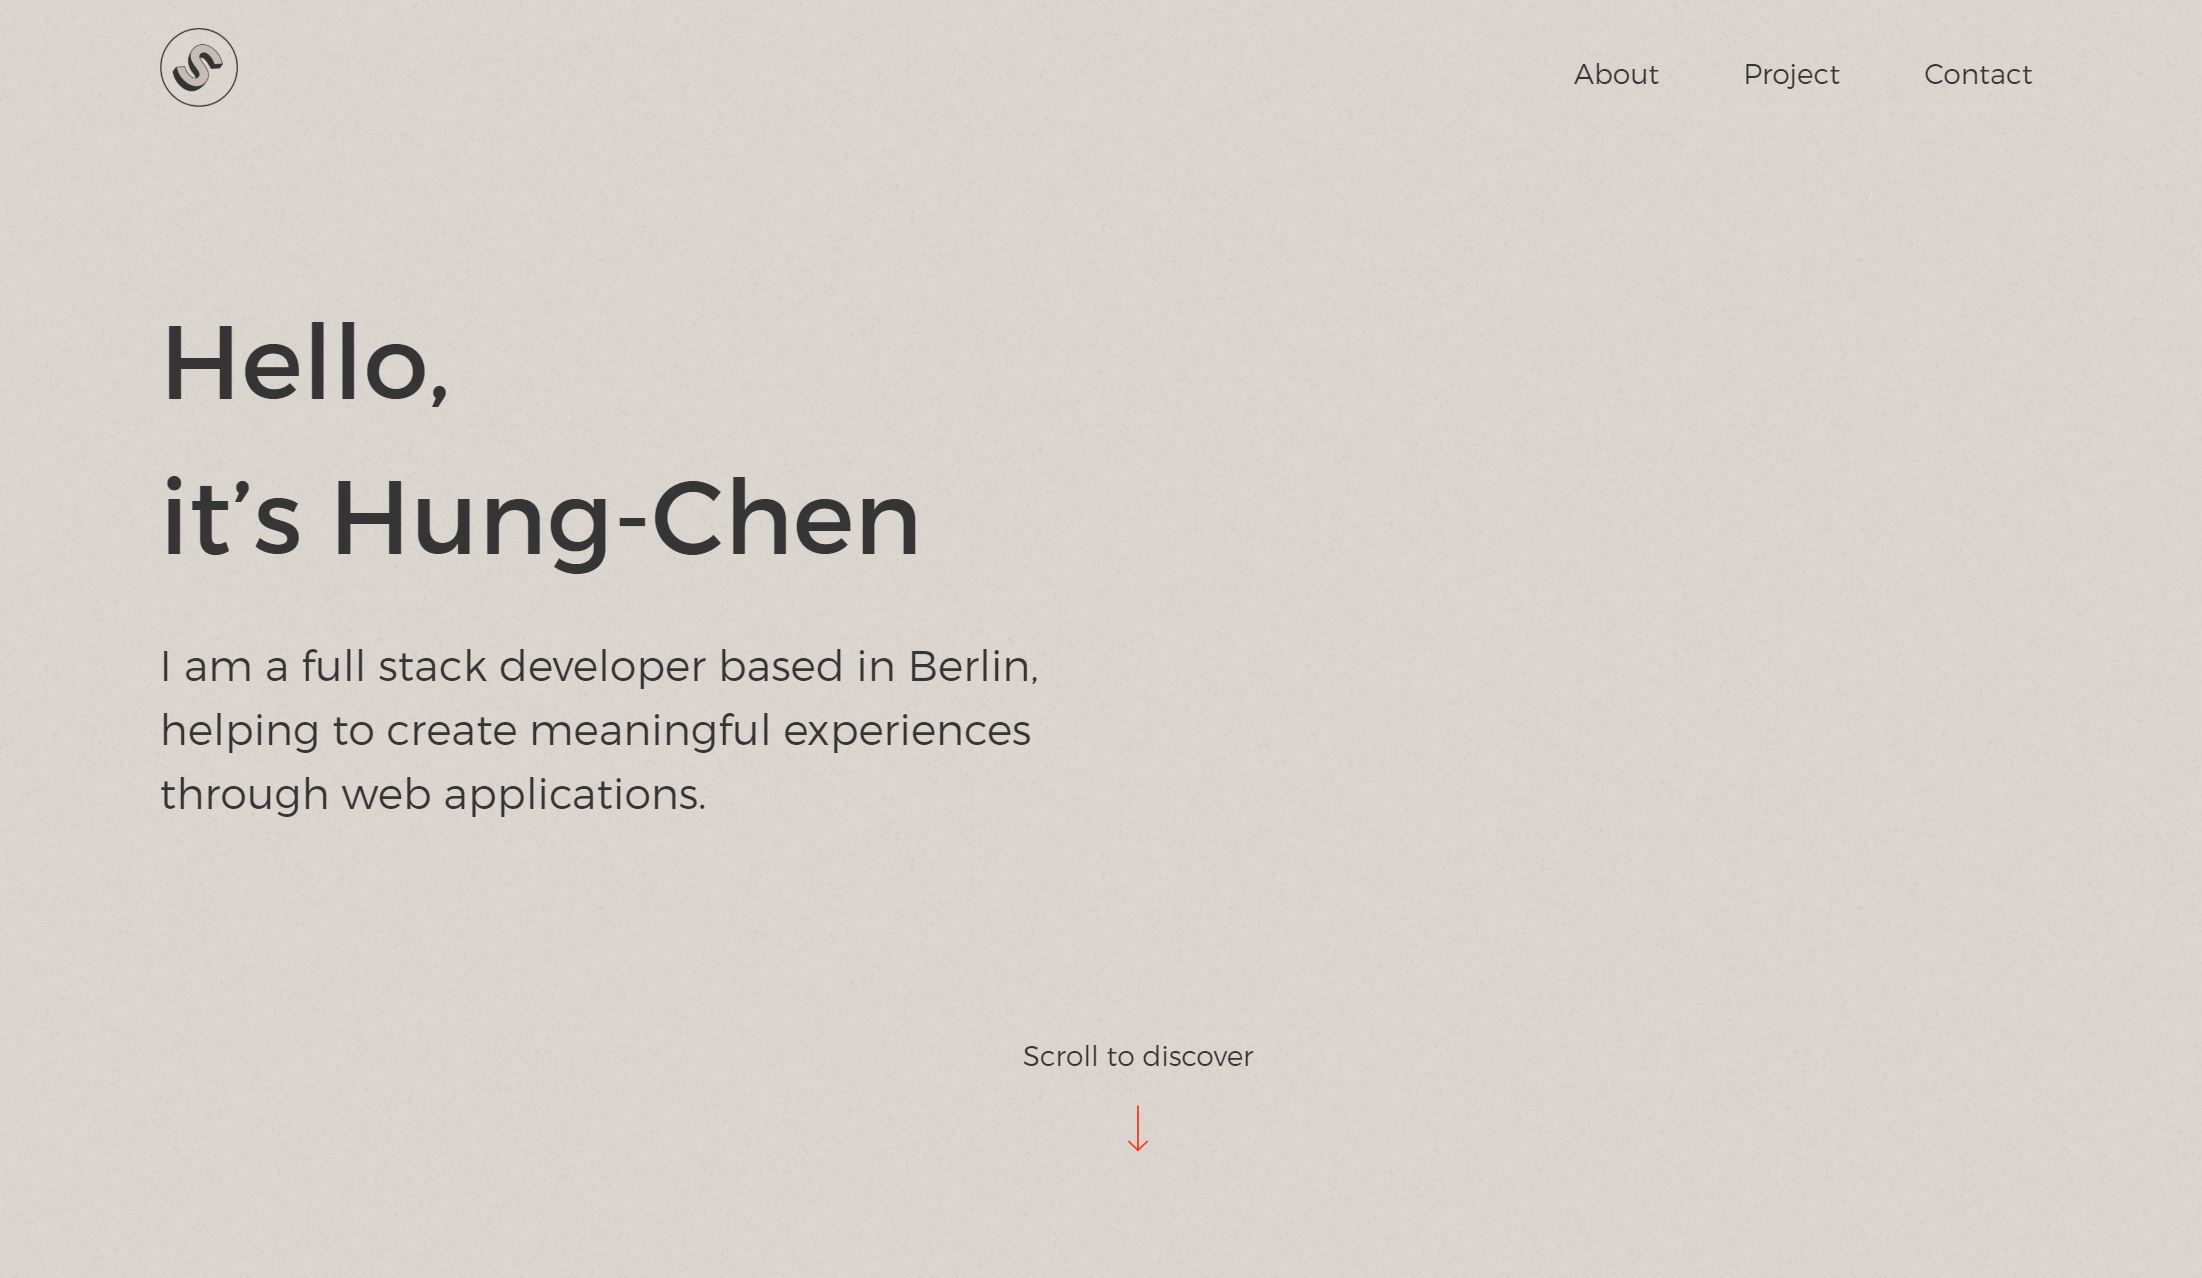 S
About Project Contact
Hello,
it’s Hung-Chen
I am a full stack developer based in Berlin,
helping to create meaningful experiences
through web applications.
Scroll to discover